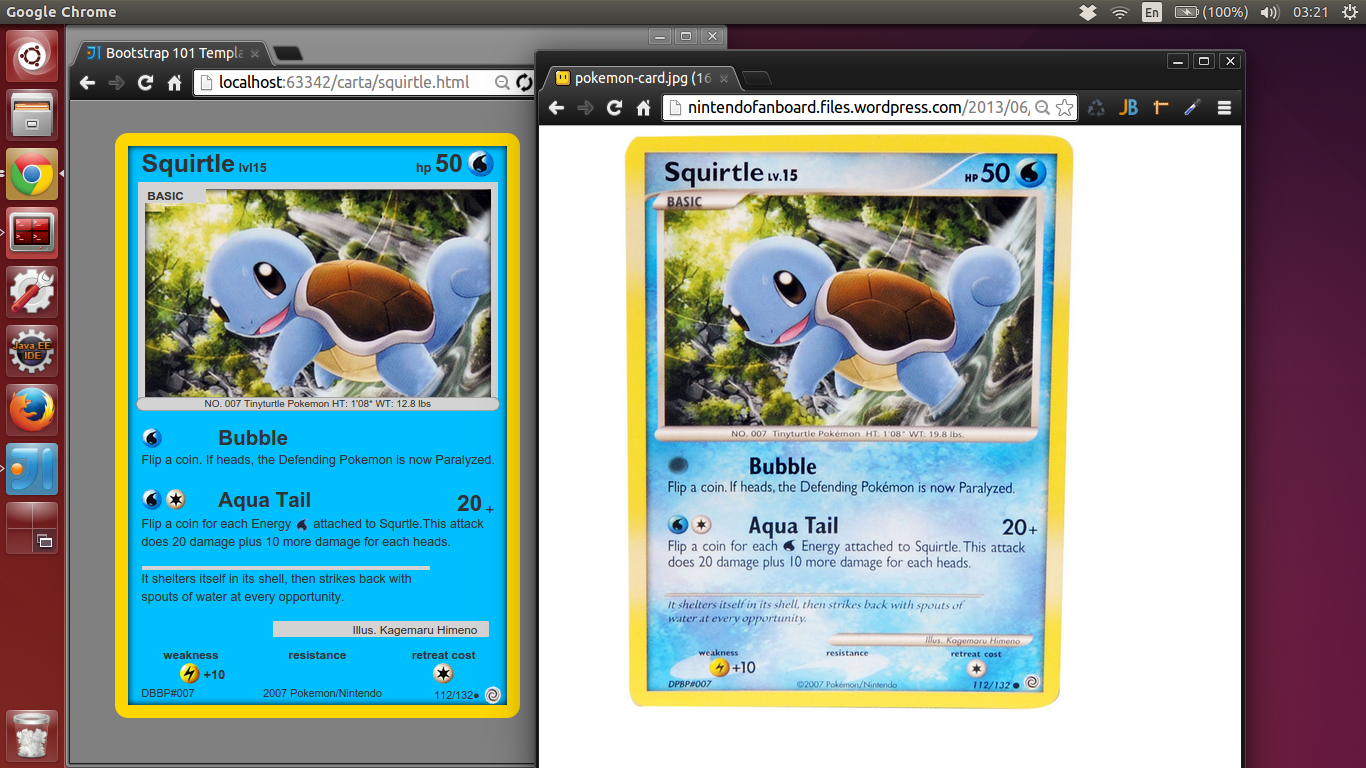 Google Chrome
En
(100%)
03:21
Bootstrap 101 Templa
localhost:63342/carta/squirtle.html
Squirtle lvl15
hp 50
BASIC
NO. 007 Tinyturtle Pokemon HT: 1'08" WT: 12.8 lbs
Bubble
Flip a coin. If heads, the Defending Pokemon is now Paralyzed.
Aqua Tail
20 +
Flip a coin for each Energy attached to Squrtle.This attack
does 20 damage plus 10 more damage for each heads.
It shelters itself in its shell, then strikes back with
spouts of water at every opportunity.
Illus. Kagemaru Himeno
weakness
resistance
retreat cost
+10
DBBP#007
2007 Pokemon/Nintendo
112/132●
pokemon-card.jpg (16
nintendofanboard.files.wordpress.com/2013/06/
JB
Squirtle LV.15
HP 50
BASIC
NO. 007 Tinyturtle Pokémon HT: 1'08" WT: 19.8 lbs.
Bubble
Flip a coin. If heads, the Defending Pokémon is now Paralyzed.
Aqua Tail
20+
Flip a coin for each Energy attached to Squirtle. This attack
does 20 damage plus 10 more damage for each heads.
It shelters itself in its shell, then strikes back with spouts of
water at every opportunity.
Illus. Kagemaru Himeno
weakness
resistance
retreat cost
+10
DPBP#007
©2007 Pokémon/Nintendo
112/132 ●
Java EE
IDE